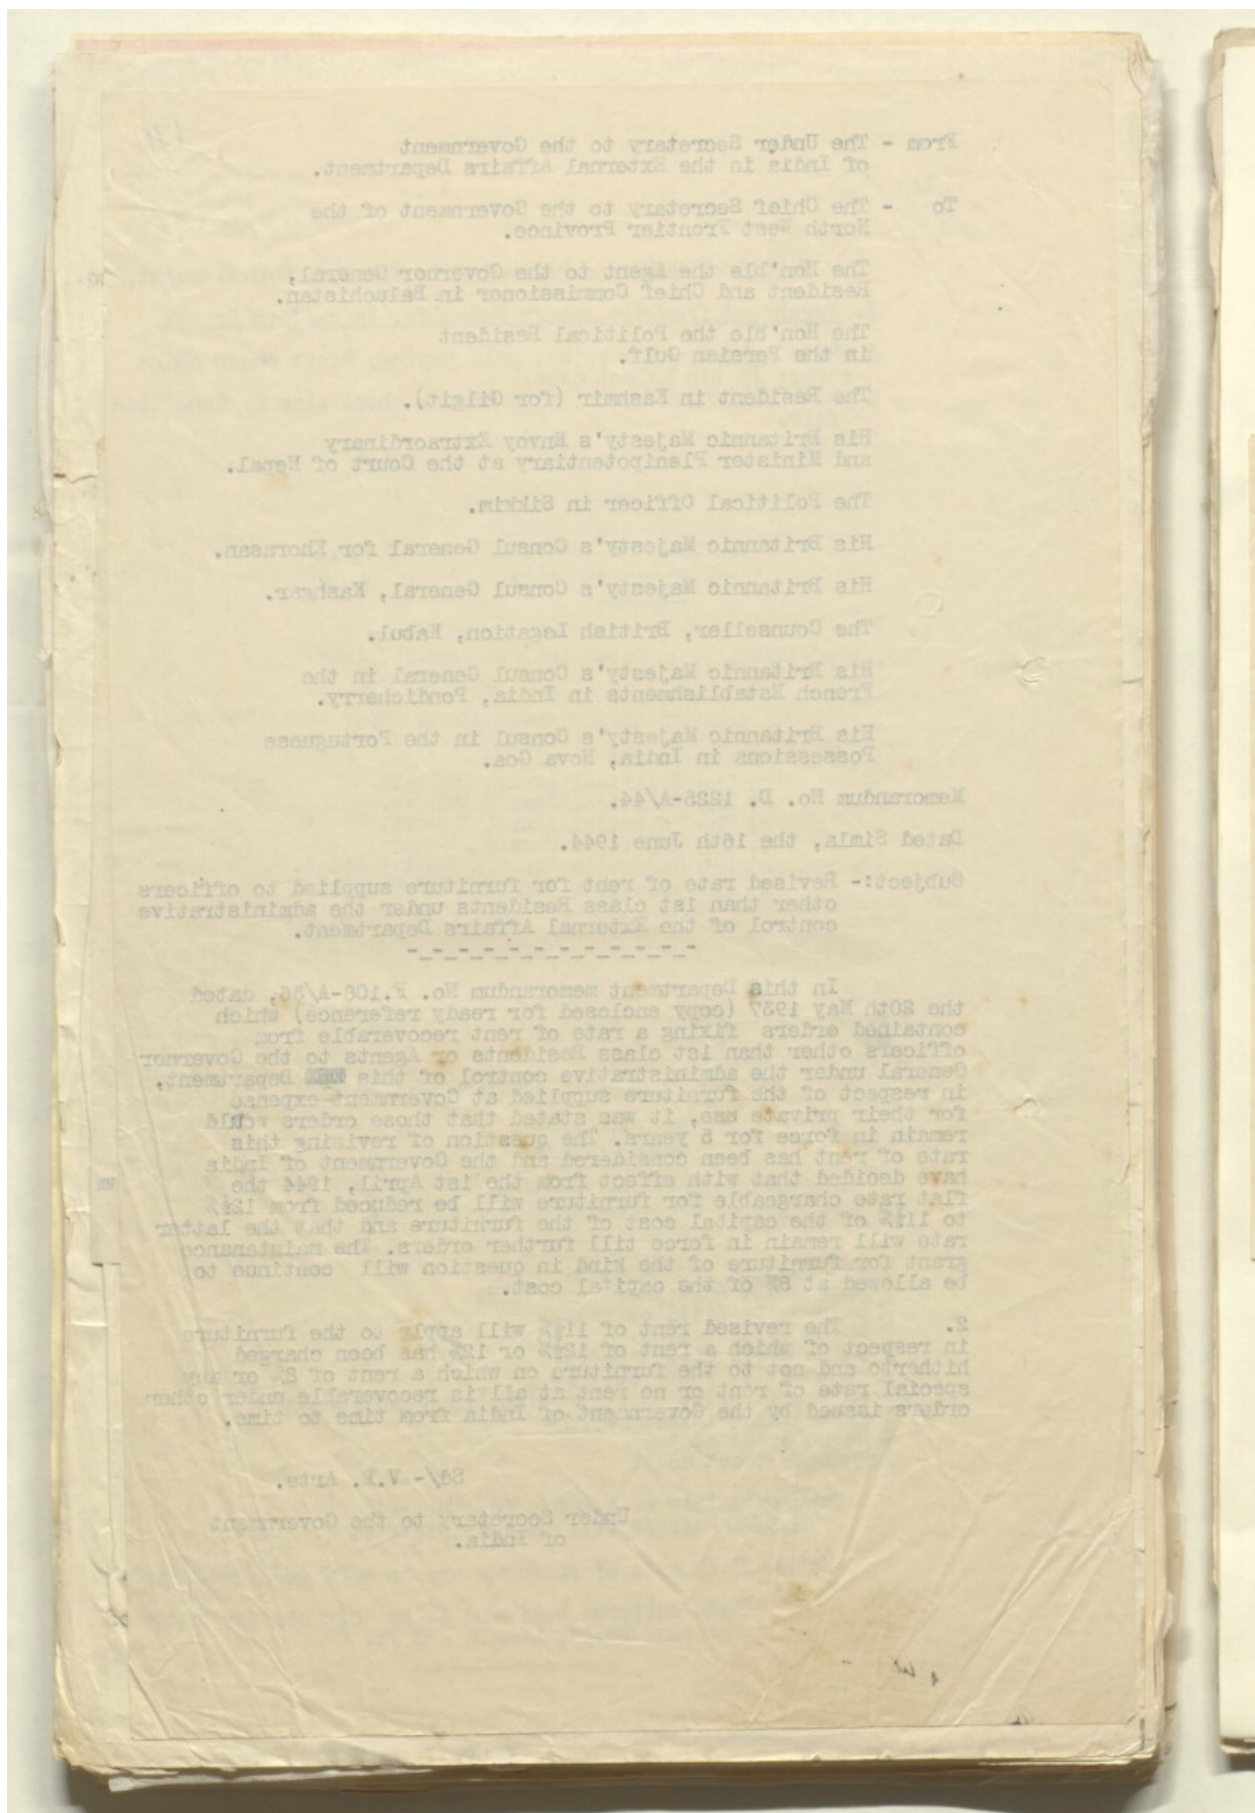 From - The Under Secretary to the Government
of India in the External Affairs Department.
To - The Chief Secretary to the Government of the
North West Frontier Province.
The Hon'ble the Agent to the Governor General,
Resident and Chief Commissioner in Baluchistan.
The Hon'ble the Political Resident
in the Persian Gulf.
The Resident in Kashmir (for Gilgit).
His Britannic Majesty's Envoy Extraordinary
and Minister Plenipotentiary at the Court of Nepal.
The Political Officer in Sikkim.
His Britannic Majesty's Consul General for Khorasan.
His Britannic Majesty's Consul General, Kashgar.
The Counsellor, British Legation, Kabul.
His Britannic Majesty's Consul General in the
French Establishments in India, Pondicherry.
His Britannic Majesty's Consul in the Portuguese
Possessions in India, Nova Goa.
Memorandum No. D. 1225-A/44.
Dated Simla, the 16th June 1944.
Subject:- Revised rate of rent for furniture supplied to officers
other than 1st class Residents under the administrative
control of the External Affairs Department.
In this Department memorandum No. F.108-A/36, dated
the 20th May 1937 (copy enclosed for ready reference) which
contained orders fixing a rate of rent recoverable from
officers other than 1st class Residents or Agents to the Governor
General under the administrative control of this Department,
in respect of the furniture supplied at Government expense
for their private use, it was stated that those orders would
remain in force for 5 years. The question of revising this
rate of rent has been considered and the Government of India
have decided that with effect from the 1st April, 1944 the
flat rate chargeable for furniture will be reduced from 12½%
to 11½% of the capital cost of the furniture and that the latter
rate will remain in force till further orders. The maintenance
grant for furniture of the kind in question will continue to
be allowed at 8% of the capital cost.
2. The revised rent of 11½% will apply to the furniture
in respect of which a rent of 12½% or 12% has been charged
hitherto and not to the furniture on which a rent of 8% or any
special rate of rent or no rent at all is recoverable under other
orders issued by the Government of India from time to time.
Sd/- V.E. Arte.
Under Secretary to the Government
of India.